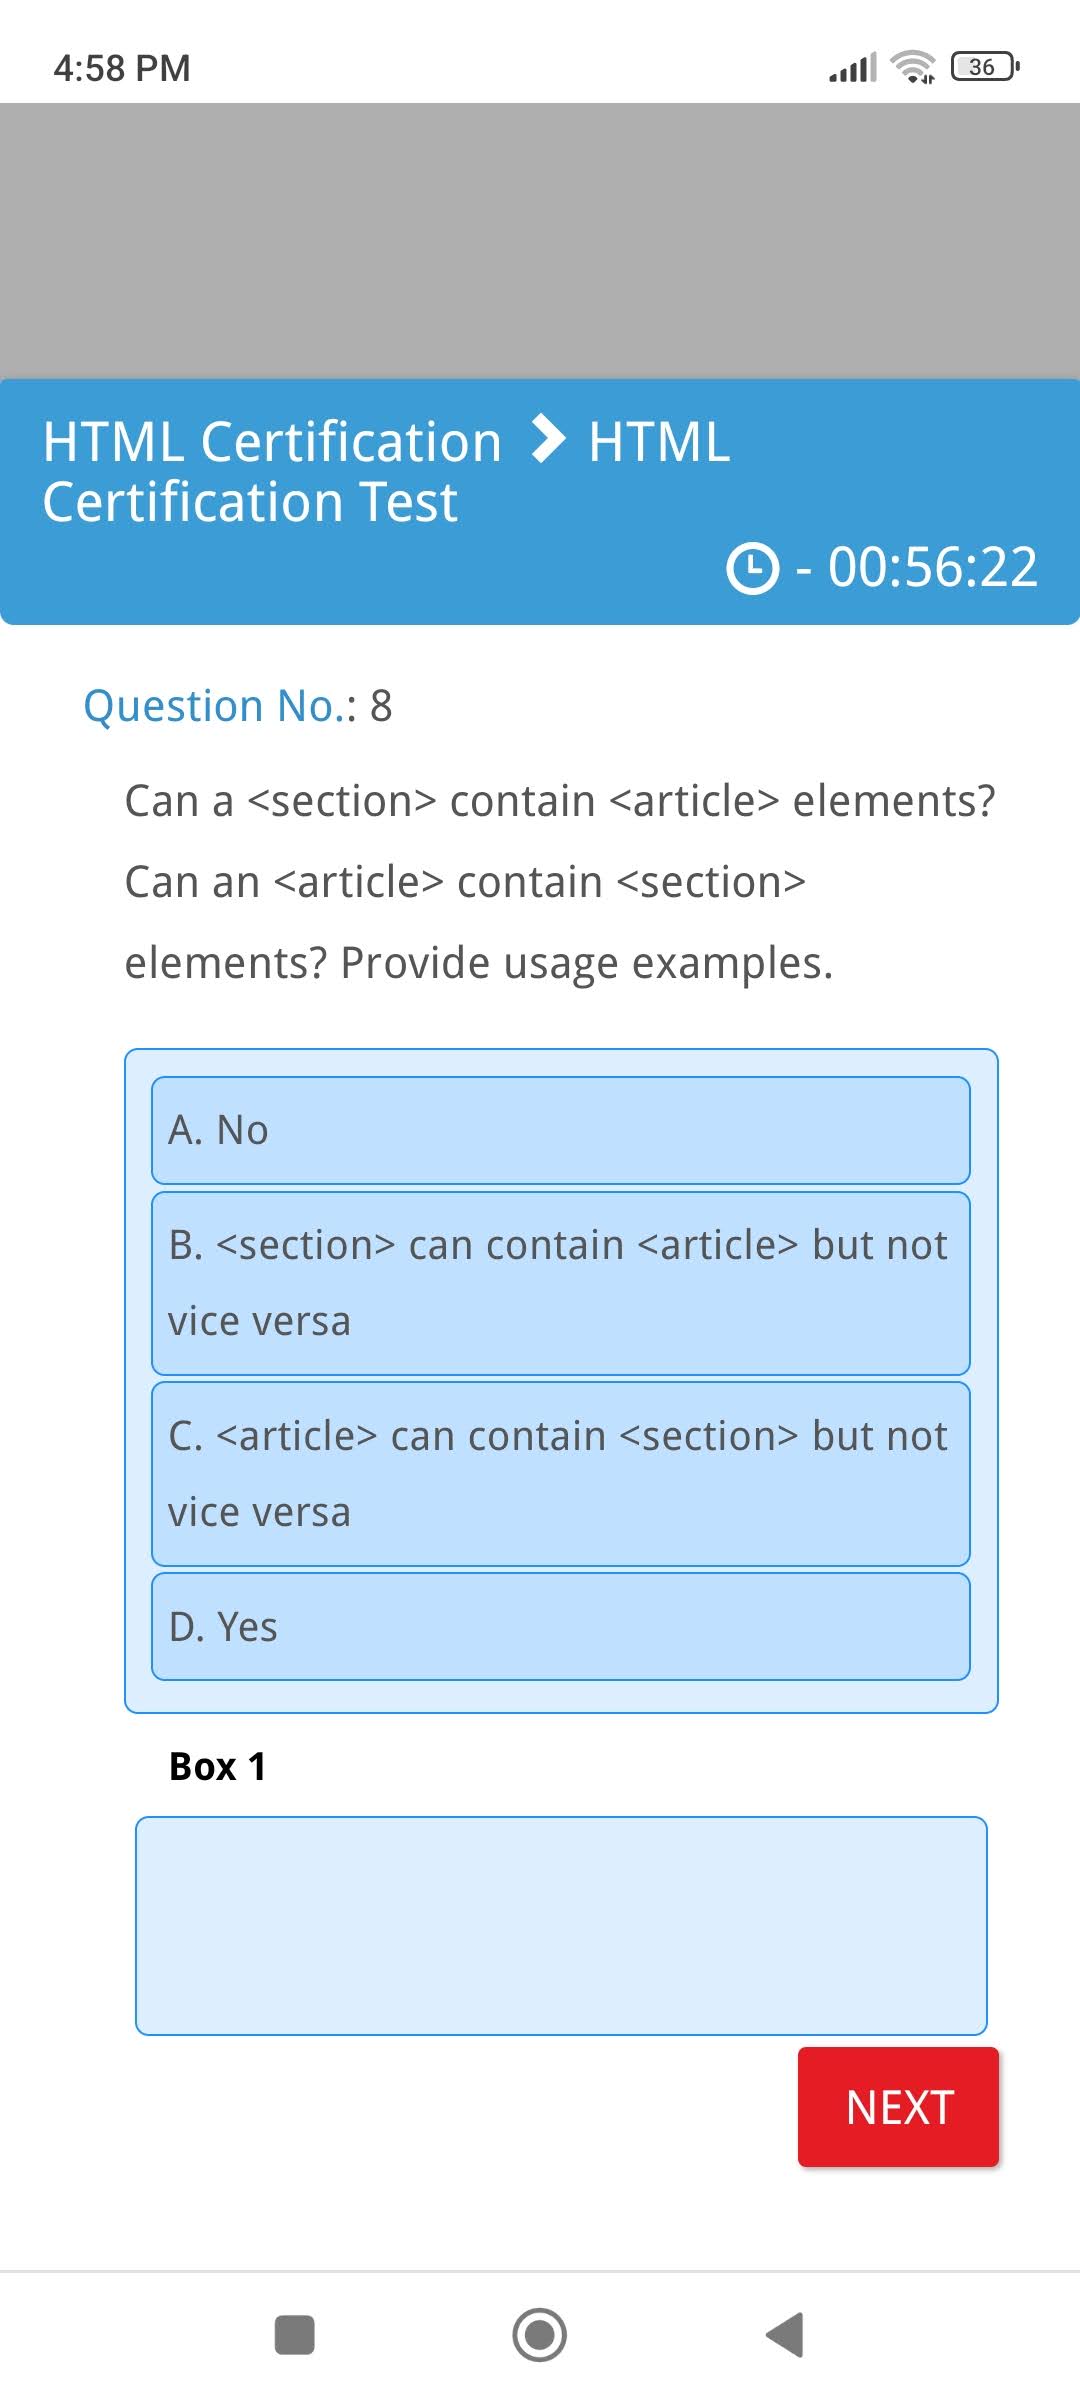 4:58 PM
36
HTML Certification > HTML
Certification Test
- 00:56:22
Question No.: 8
Can a <section> contain <article> elements?
Can an <article> contain <section>
elements? Provide usage examples.
A. No
B. <section> can contain <article> but not
vice versa
C. <article> can contain <section> but not
vice versa
D. Yes
Box 1
NEXT